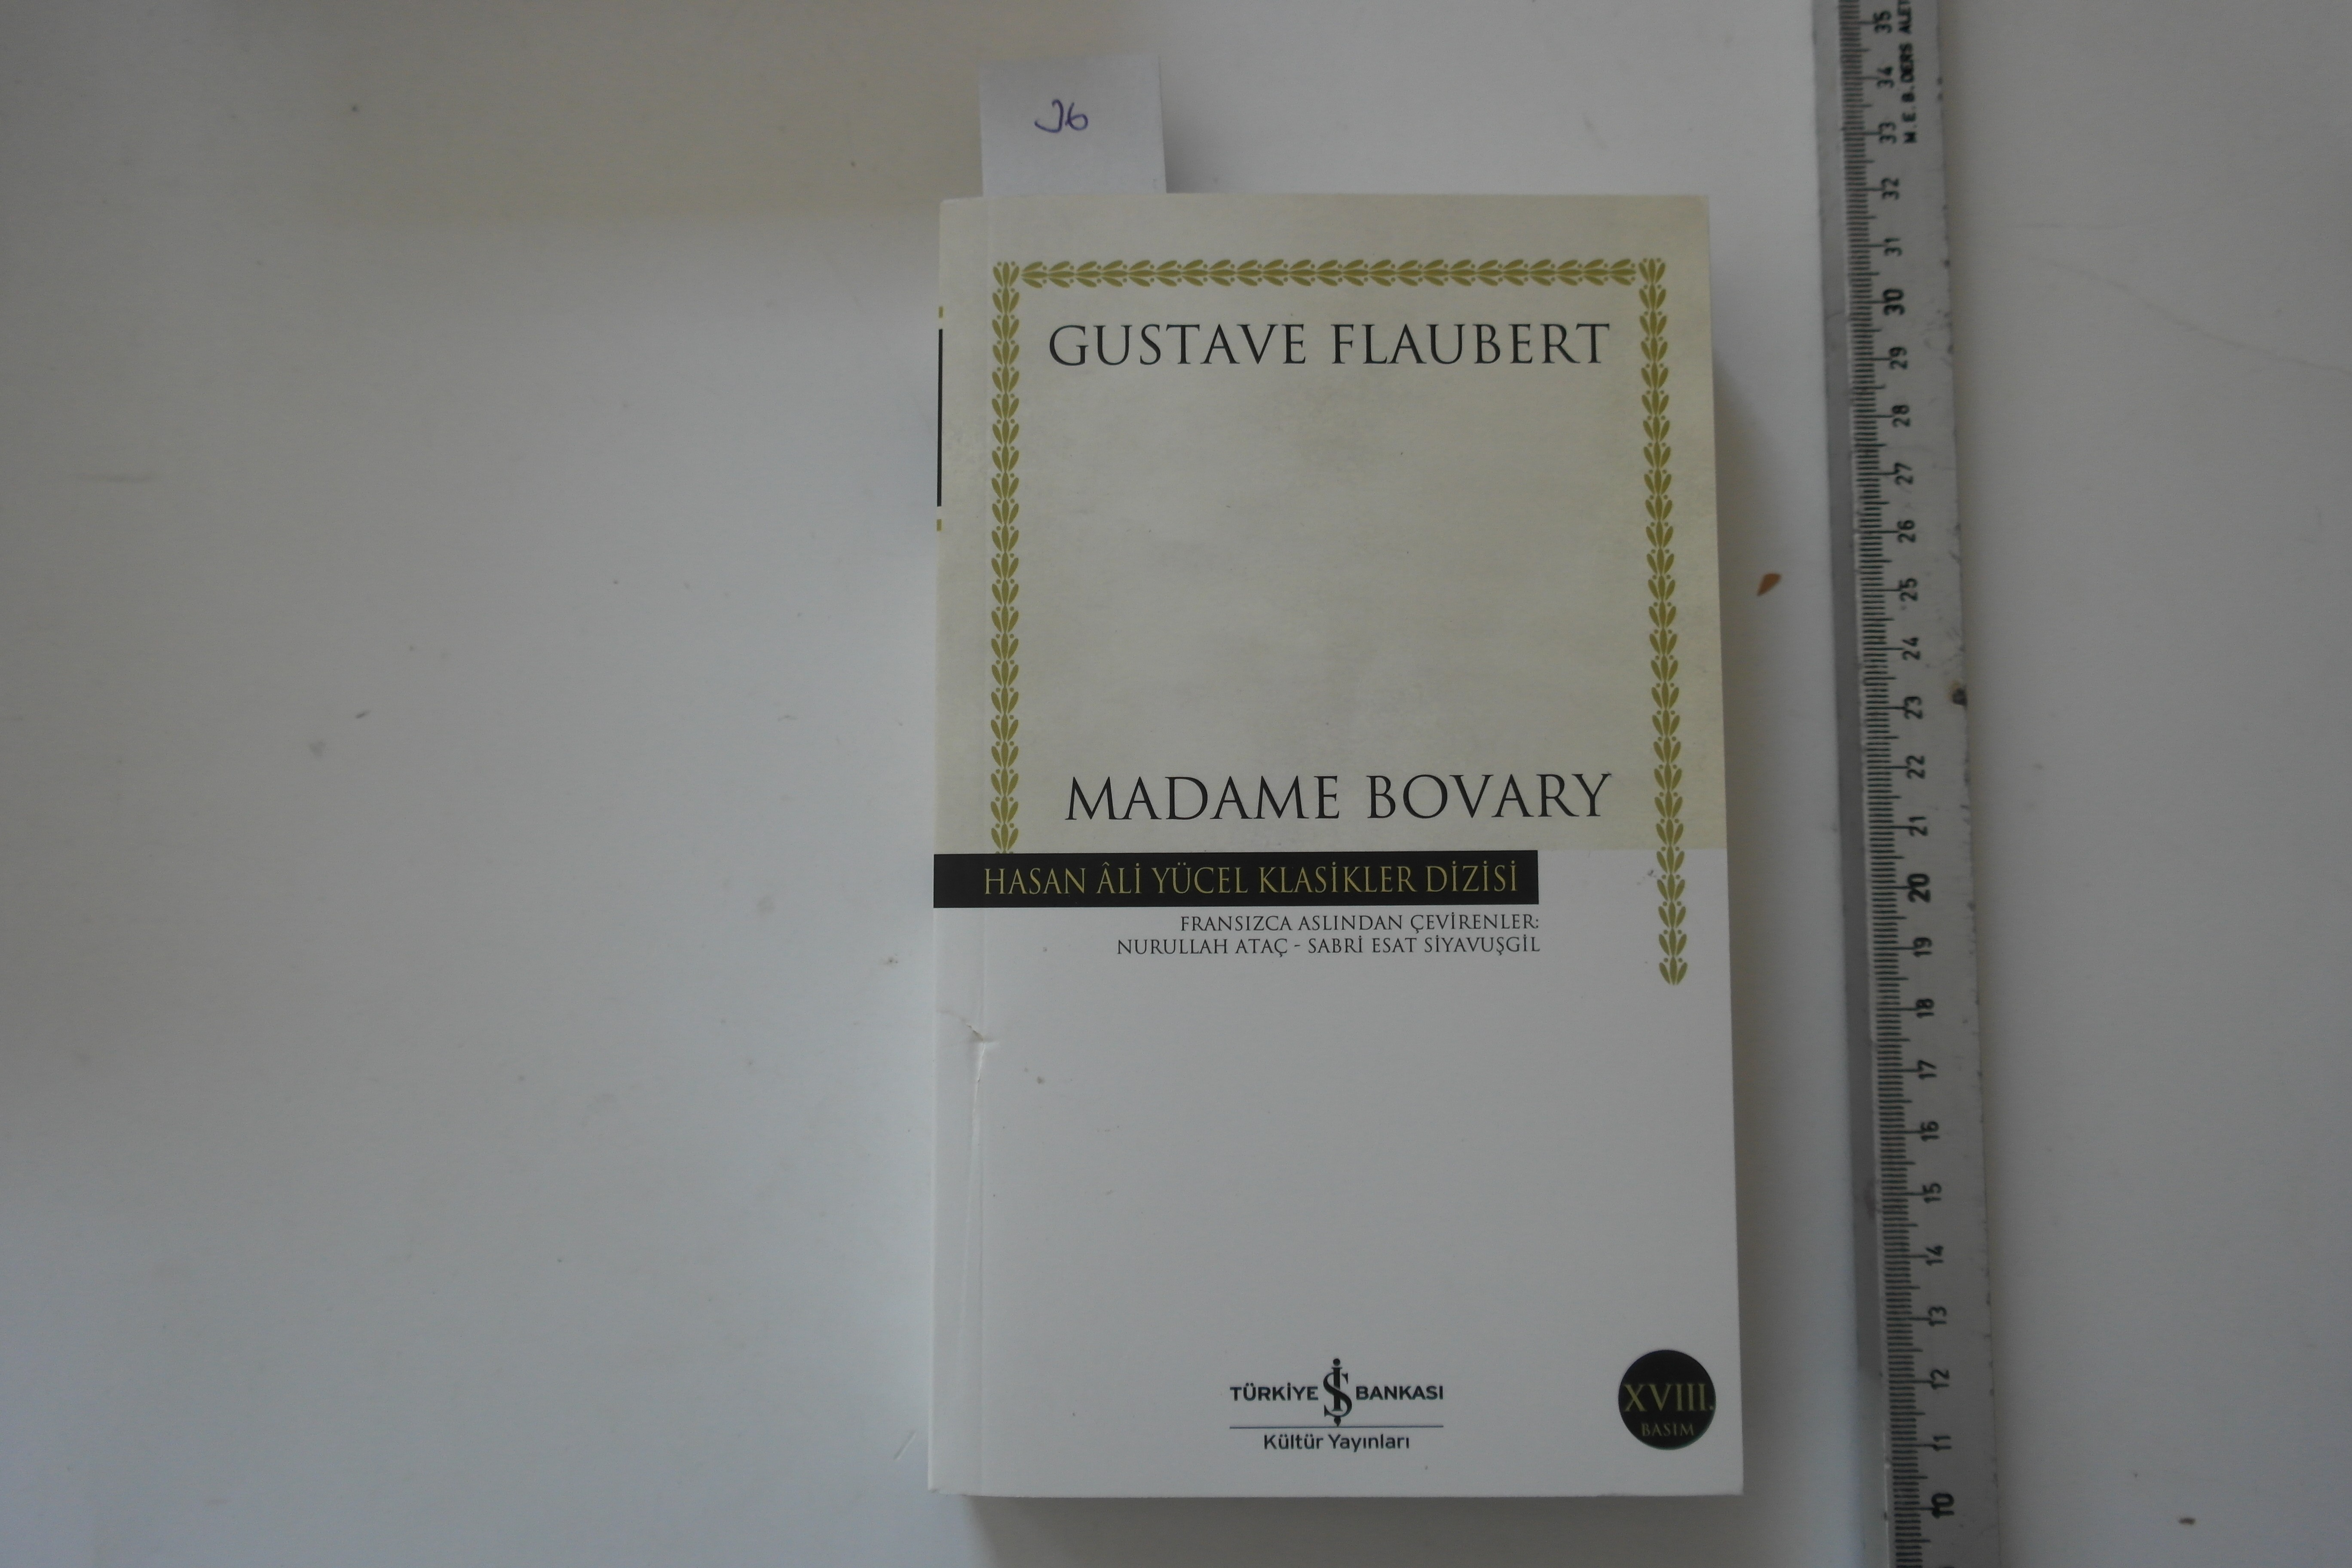 36
GUSTAVE FLAUBERT
MADAME BOVARY
HASAN ÂLİ YÜCEL KLASİKLER DİZİSİ
FRANSIZCA ASLINDAN ÇEVİRENLER:
NURULLAH ATAÇ - SABRİ ESAT SİYAVUŞGİL
TÜRKİYE İŞ BANKASI
Kültür Yayınları
XVIII.
BASIM
M.E.B. DERS ALET
35
34
33
32
31
30
29
28
27
26
25
24
23
22
21
20
19
18
17
16
15
14
13
12
11
10